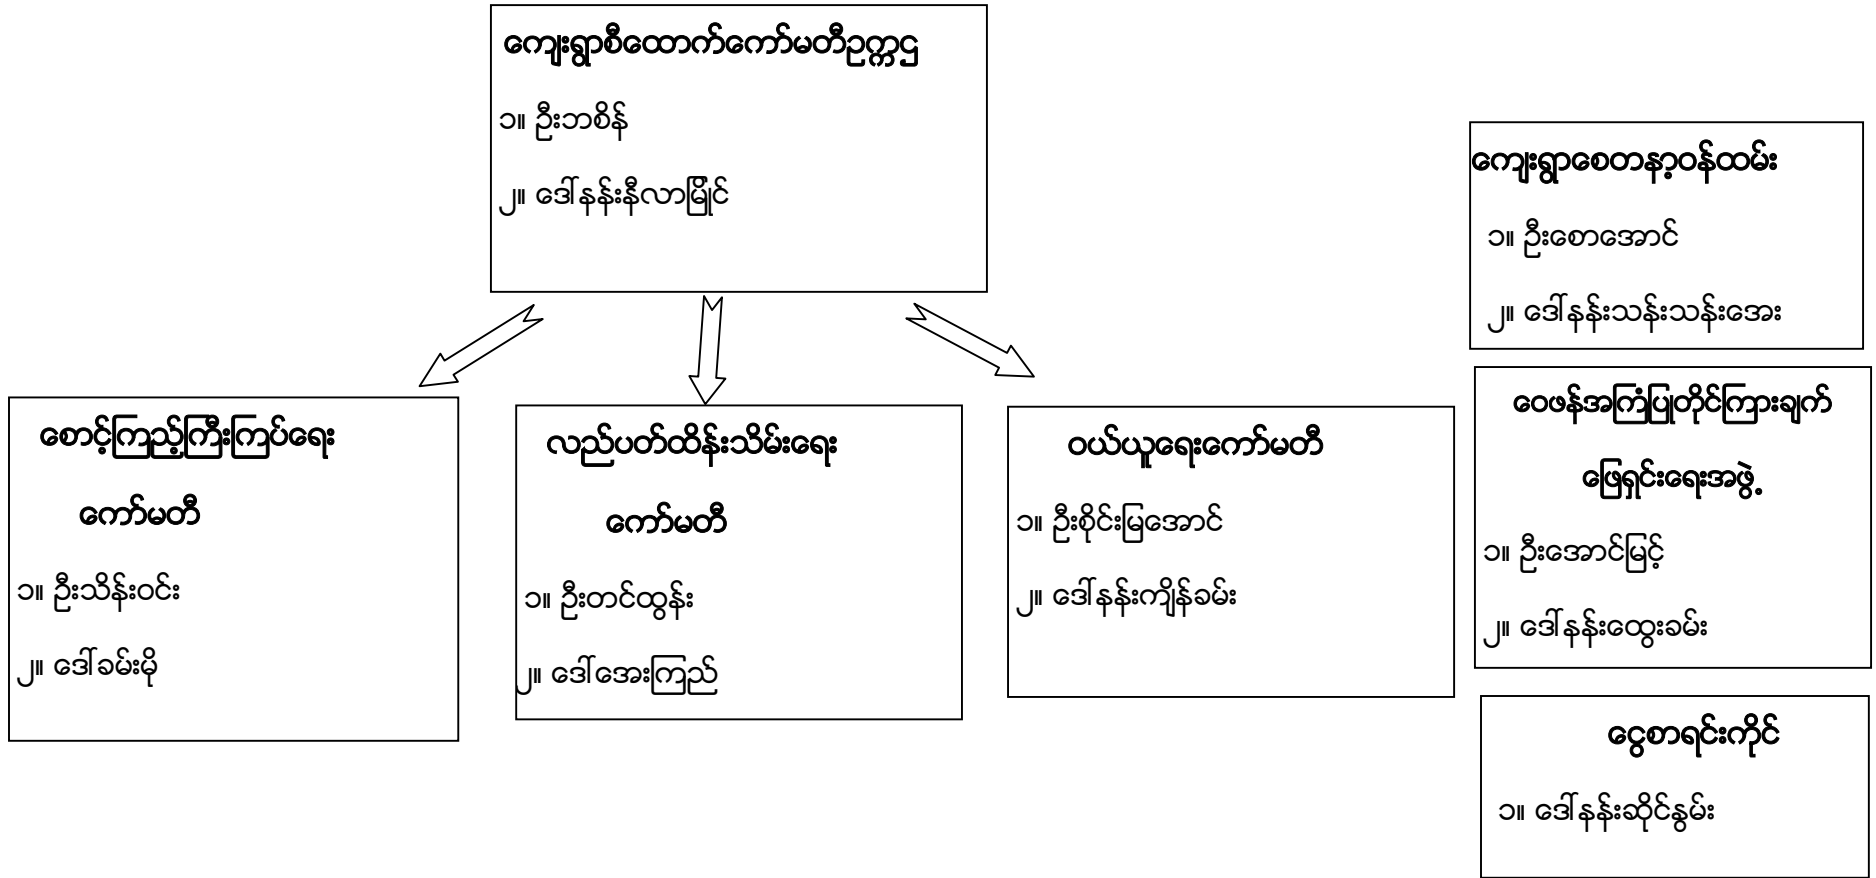 ကျေးရွာစီထောက်ကော်မတီဥက္ကဌ
၁။ ဦးဘစိန်
၂။ ဒေါ်နန်းနီလာမြိုင်
စောင့်ကြည့်ကြီးကြပ်ရေး
ကော်မတီ
၁။ ဦးသိန်းဝင်း
၂။ ဒေါ်ခမ်းမို
လည်ပတ်ထိန်းသိမ်းရေး
ကော်မတီ
၁။ ဦးတင်ထွန်း
၂။ ဒေါ်အေးကြည်
ဝယ်ယူရေးကော်မတီ
၁။ ဦးစိုင်းမြအောင်
၂။ ဒေါ်နန်းကျိန်ခမ်း
ကျေးရွာစေတနာ့ဝန်ထမ်း
၁။ ဦးစောအောင်
၂။ ဒေါ်နန်းသန်းသန်းအေး
ဝေဖန်အကြံပြုတိုင်ကြားချက်
ဖြေရှင်းရေးအဖွဲ့
၁။ ဦးအောင်မြင့်
၂။ ဒေါ်နန်းထွေးခမ်း
ငွေစာရင်းကိုင်
၁။ ဒေါ်နန်းဆိုင်နွမ်း